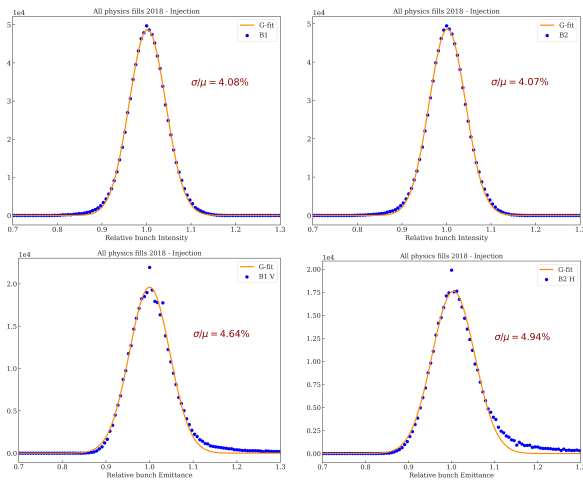 All physics fills 2018 - Injection
1e4
G-fit
B1
σ/μ = 4.08%
5
4
3
2
1
0
0.7 0.8 0.9 1.0 1.1 1.2 1.3
Relative bunch Intensity
All physics fills 2018 - Injection
1e4
G-fit
B2
σ/μ = 4.07%
5
4
3
2
1
0
0.7 0.8 0.9 1.0 1.1 1.2 1.3
Relative bunch Intensity
All physics fills 2018 - Injection
1e4
G-fit
B1 V
σ/μ = 4.64%
2.0
1.5
1.0
0.5
0.0
0.7 0.8 0.9 1.0 1.1 1.2 1.3
Relative bunch Emittance
All physics fills 2018 - Injection
1e4
G-fit
B2 H
σ/μ = 4.94%
2.00
1.75
1.50
1.25
1.00
0.75
0.50
0.25
0.00
0.7 0.8 0.9 1.0 1.1 1.2 1.3
Relative bunch Emittance